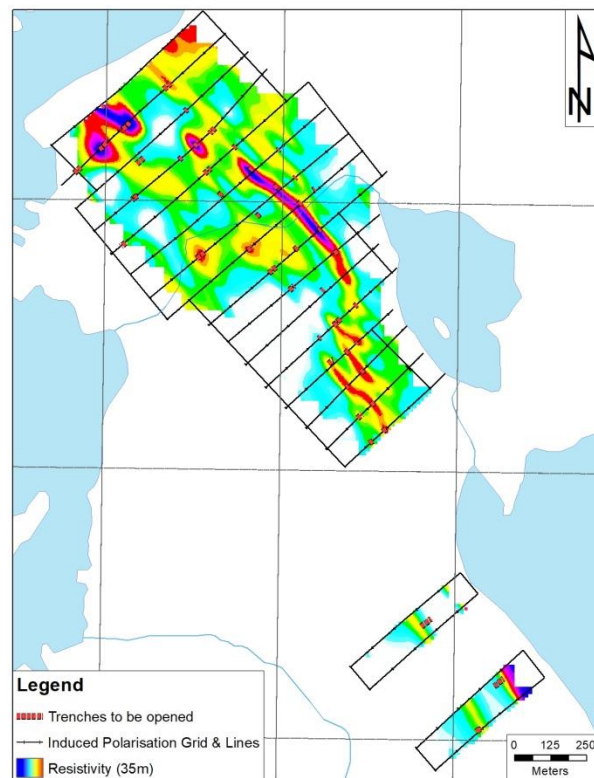 N
Legend
Trenches to be opened
Induced Polarisation Grid & Lines
Resistivity (35m)
0 125 250
Meters